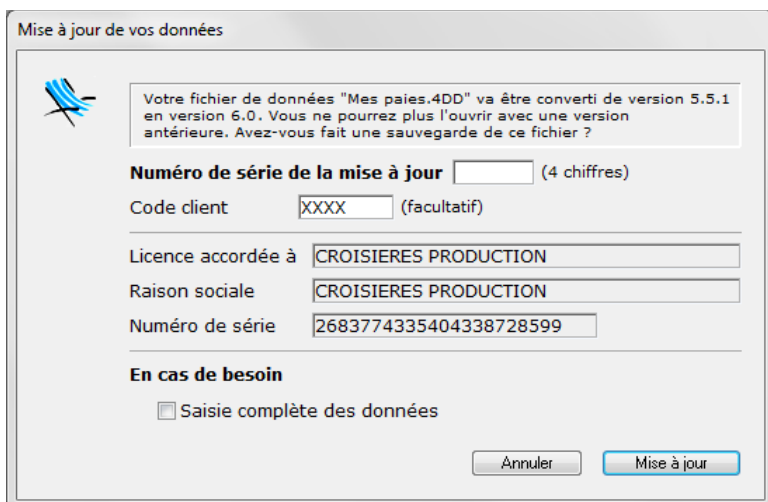 Mise à jour de vos données
Votre fichier de données "Mes paies.4DD" va être converti de version 5.5.1
en version 6.0. Vous ne pourrez plus l'ouvrir avec une version
antérieure. Avez-vous fait une sauvegarde de ce fichier ?
Numéro de série de la mise à jour (4 chiffres)
Code client XXXX (facultatif)
Licence accordée à CROISIERES PRODUCTION
Raison sociale CROISIERES PRODUCTION
Numéro de série 2683774335404338728599
En cas de besoin
Saisie complète des données
Annuler Mise à jour